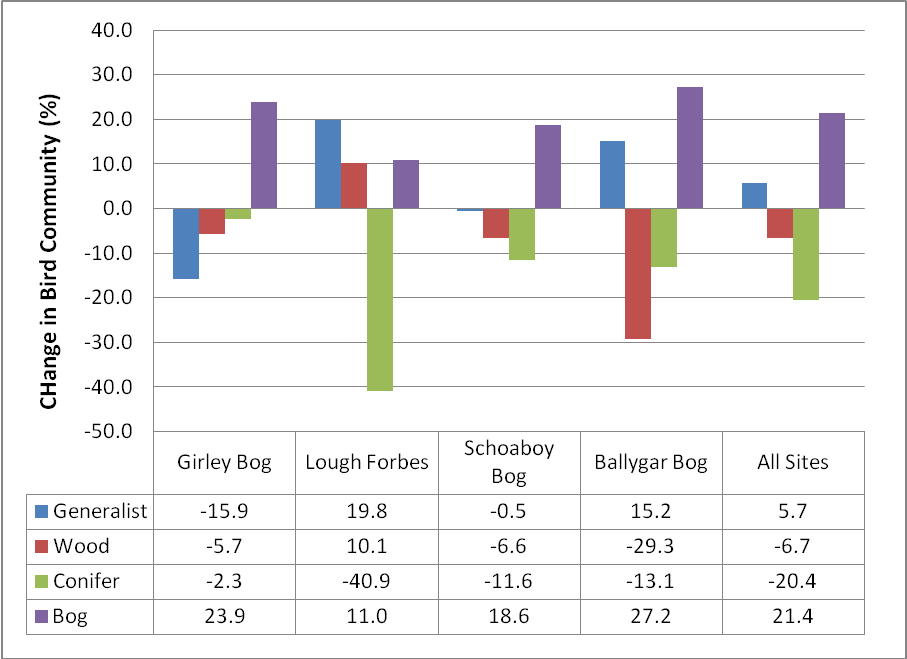 CHange in Bird Community (%)
40.0
30.0
20.0
10.0
0.0
-10.0
-20.0
-30.0
-40.0
-50.0
Girley Bog Lough Forbes Schoaboy Bog Ballygar Bog All Sites
Generalist -15.9 19.8 -0.5 15.2 5.7
Wood -5.7 10.1 -6.6 -29.3 -6.7
Conifer -2.3 -40.9 -11.6 -13.1 -20.4
Bog 23.9 11.0 18.6 27.2 21.4